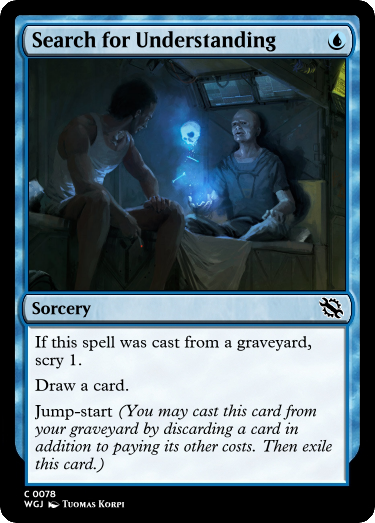 Search for Understanding
Sorcery
If this spell was cast from a graveyard,
scry 1.
Draw a card.
Jump-start (You may cast this card from
your graveyard by discarding a card in
addition to paying its other costs. Then exile
this card.)
C 0078
WGJ Tuomas Korpi